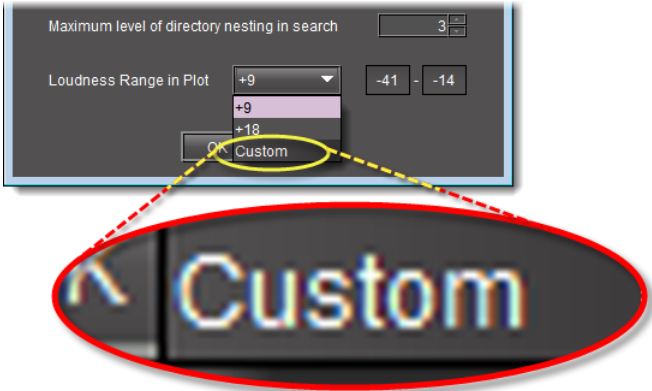 Maximum level of directory nesting in search 3
Loudness Range in Plot +9 -41 - -14
+9
+18
OK Custom
K Custom